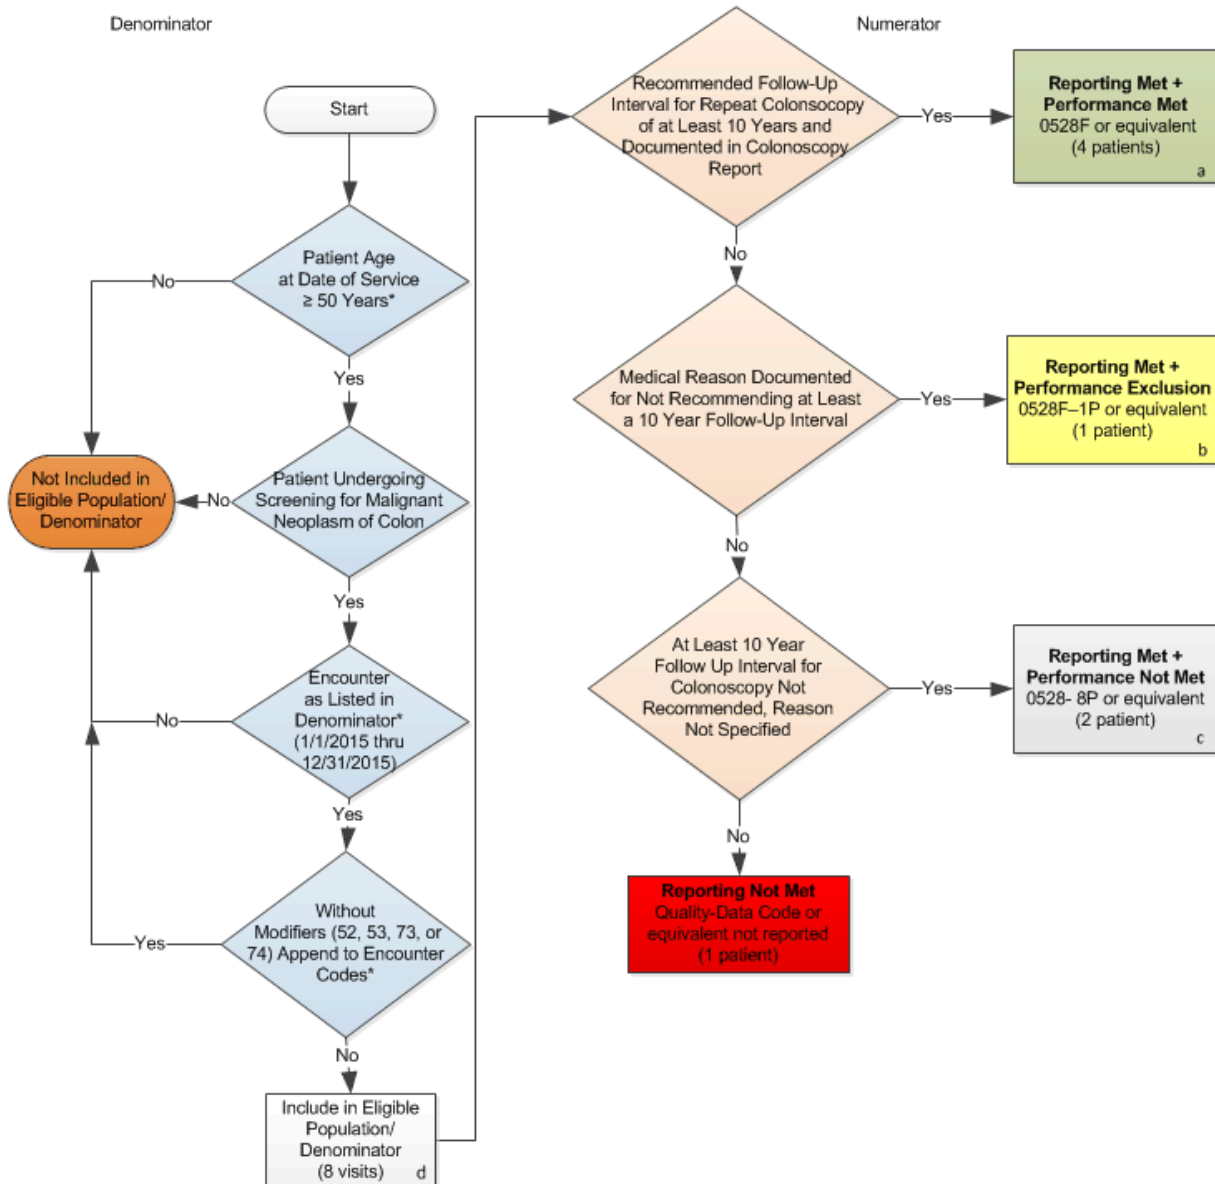 Denominator
Numerator
Start
Patient Age
at Date of Service
≥ 50 Years*
No
Yes
Patient Undergoing
Screening for Malignant
Neoplasm of Colon
No
Not Included in
Eligible Population/
Denominator
Yes
Encounter
as Listed in
Denominator*
(1/1/2015 thru
12/31/2015)
No
Yes
Without
Modifiers (52, 53, 73, or
74) Append to Encounter
Codes*
Yes
No
Include in Eligible
Population/
Denominator
(8 visits)
d
Recommended Follow-Up
Interval for Repeat Colonsocopy
of at Least 10 Years and
Documented in Colonoscopy
Report
Yes
Reporting Met +
Performance Met
0528F or equivalent
(4 patients)
a
No
Medical Reason Documented
for Not Recommending at Least
a 10 Year Follow-Up Interval
Yes
Reporting Met +
Performance Exclusion
0528F–1P or equivalent
(1 patient)
b
No
At Least 10 Year
Follow Up Interval for
Colonoscopy Not
Recommended, Reason
Not Specified
Yes
Reporting Met +
Performance Not Met
0528- 8P or equivalent
(2 patient)
c
No
Reporting Not Met
Quality-Data Code or
equivalent not reported
(1 patient)